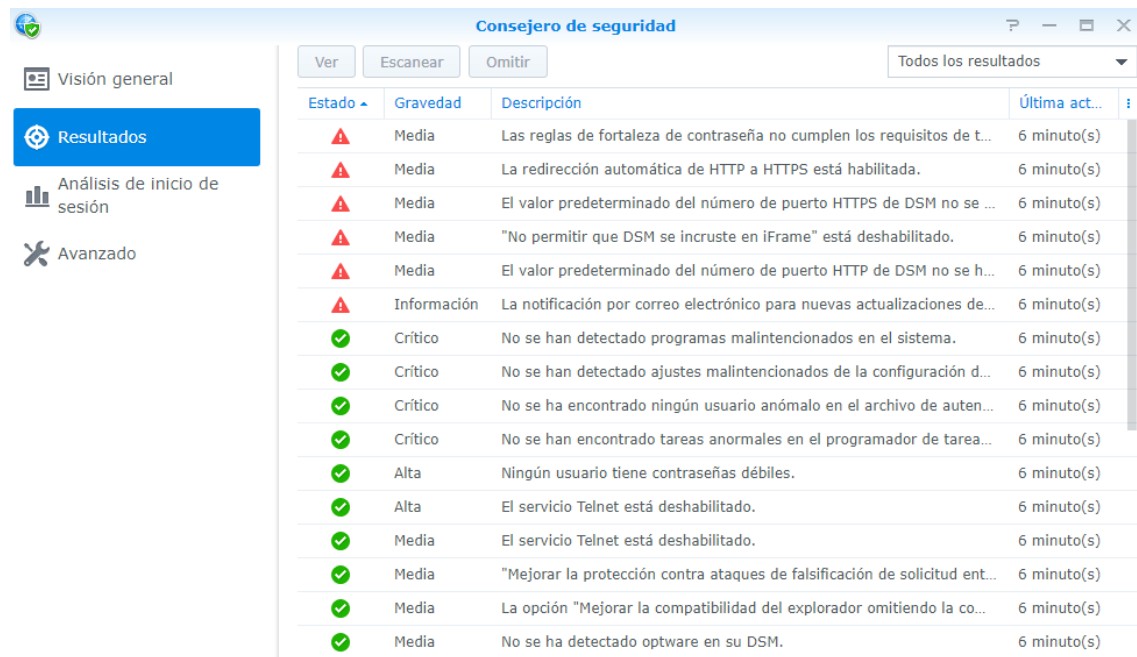 Consejero de seguridad
Visión general
Resultados
Análisis de inicio de
sesión
Avanzado
Ver Escanear Omitir Todos los resultados
Estado Gravedad Descripción Última act...
Media Las reglas de fortaleza de contraseña no cumplen los requisitos de t... 6 minuto(s)
Media La redirección automática de HTTP a HTTPS está habilitada. 6 minuto(s)
Media El valor predeterminado del número de puerto HTTPS de DSM no se ... 6 minuto(s)
Media "No permitir que DSM se incruste en iFrame" está deshabilitado. 6 minuto(s)
Media El valor predeterminado del número de puerto HTTP de DSM no se h... 6 minuto(s)
Información La notificación por correo electrónico para nuevas actualizaciones de... 6 minuto(s)
Crítico No se han detectado programas malintencionados en el sistema. 6 minuto(s)
Crítico No se han detectado ajustes malintencionados de la configuración d... 6 minuto(s)
Crítico No se ha encontrado ningún usuario anómalo en el archivo de auten... 6 minuto(s)
Crítico No se han encontrado tareas anormales en el programador de tarea... 6 minuto(s)
Alta Ningún usuario tiene contraseñas débiles. 6 minuto(s)
Alta El servicio Telnet está deshabilitado. 6 minuto(s)
Media El servicio Telnet está deshabilitado. 6 minuto(s)
Media "Mejorar la protección contra ataques de falsificación de solicitud ent... 6 minuto(s)
Media La opción "Mejorar la compatibilidad del explorador omitiendo la co... 6 minuto(s)
Media No se ha detectado optware en su DSM. 6 minuto(s)